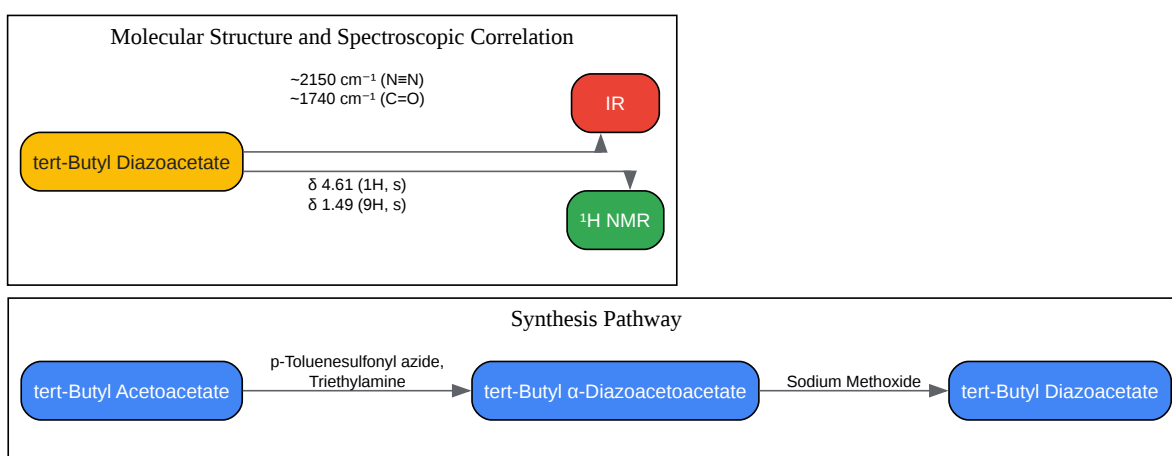 Molecular Structure and Spectroscopic Correlation
~2150 cm⁻¹ (N≡N)
~1740 cm⁻¹ (C=O)
IR
tert-Butyl Diazoacetate
δ 4.61 (1H, s)
δ 1.49 (9H, s)
¹H NMR
Synthesis Pathway
p-Toluenesulfonyl azide,
Triethylamine
tert-Butyl Acetoacetate
tert-Butyl α-Diazoacetoacetate
Sodium Methoxide
tert-Butyl Diazoacetate